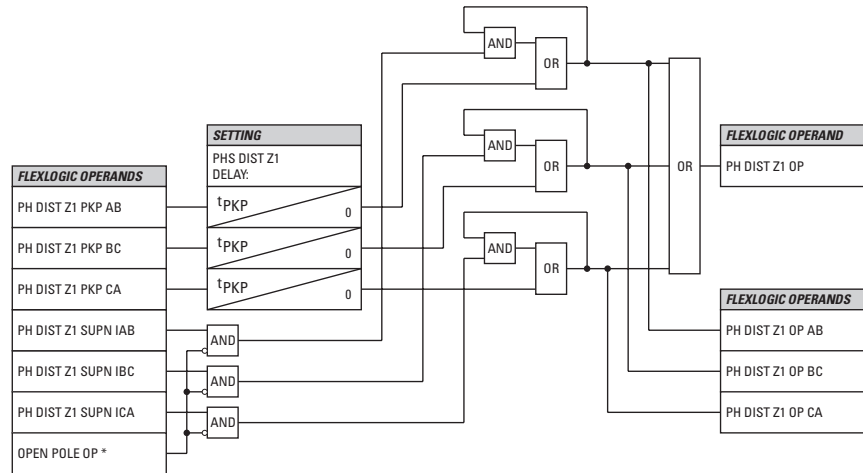 FLEXLOGIC OPERANDS
PH DIST Z1 PKP AB
PH DIST Z1 PKP BC
PH DIST Z1 PKP CA
PH DIST Z1 SUPN IAB
PH DIST Z1 SUPN IBC
PH DIST Z1 SUPN ICA
OPEN POLE OP *
SETTING
PHS DIST Z1
DELAY:
tPKP
0
tPKP
0
tPKP
0
AND
AND
AND
AND
OR
AND
OR
AND
OR
OR
FLEXLOGIC OPERAND
PH DIST Z1 OP
FLEXLOGIC OPERANDS
PH DIST Z1 OP AB
PH DIST Z1 OP BC
PH DIST Z1 OP CA